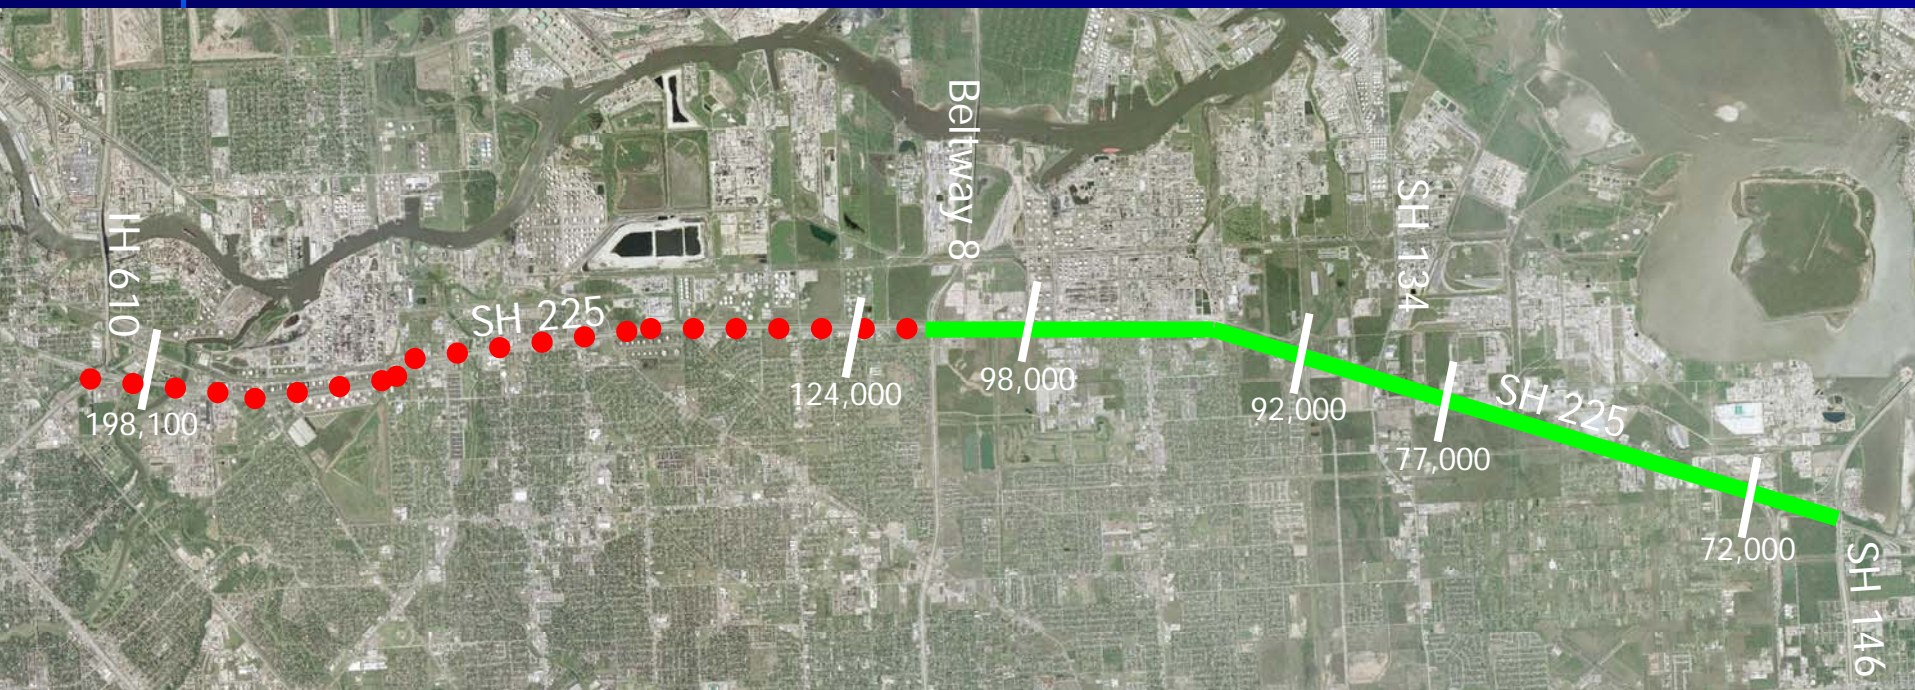 Beltway 8
SH 134
IH 610
SH 225
124,000
98,000
92,000
SH 225
198,100
77,000
72,000
SH 146